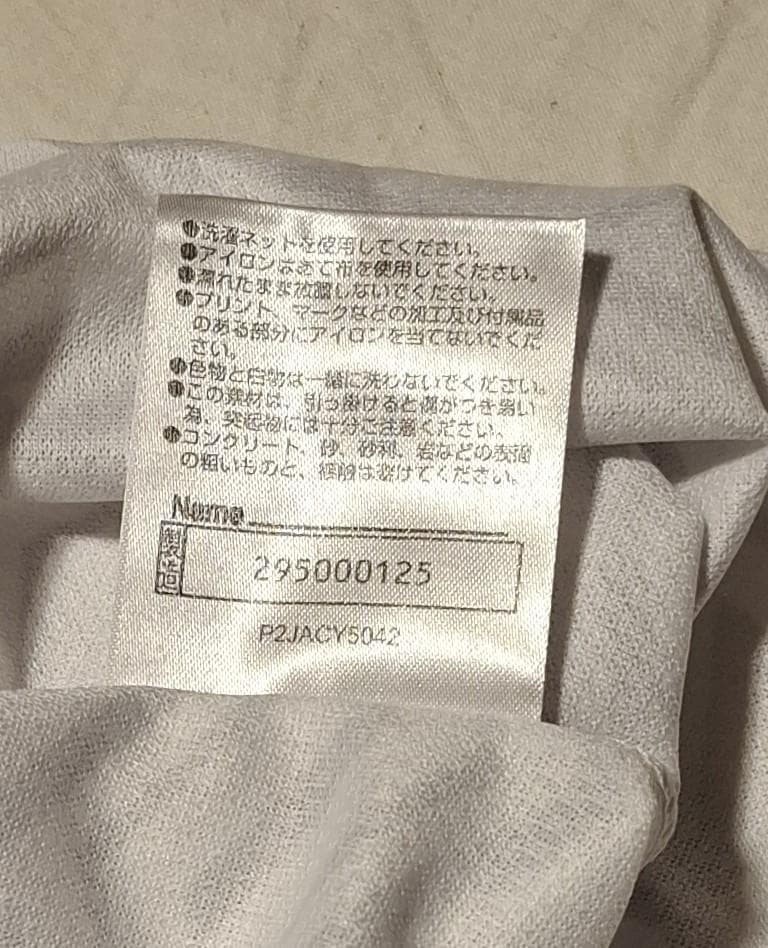 ●洗濯ネットを使用してください。
●アイロンはあて布を使用してください。
●濡れたまま放置しないでください。
●プリント、マークなどの加工及び付属品
のある部分にアイロンを当てないでくだ
さい。
●色物と白物は一緒に洗わないでください。
●この素材は、引っ掛けると傷がつき易い
為、突起物には十分ご注意ください。
●コンクリート、砂、砂利、岩などの表面
の粗いものと、接触は避けてください。
Name
295000125
P2JACY5042